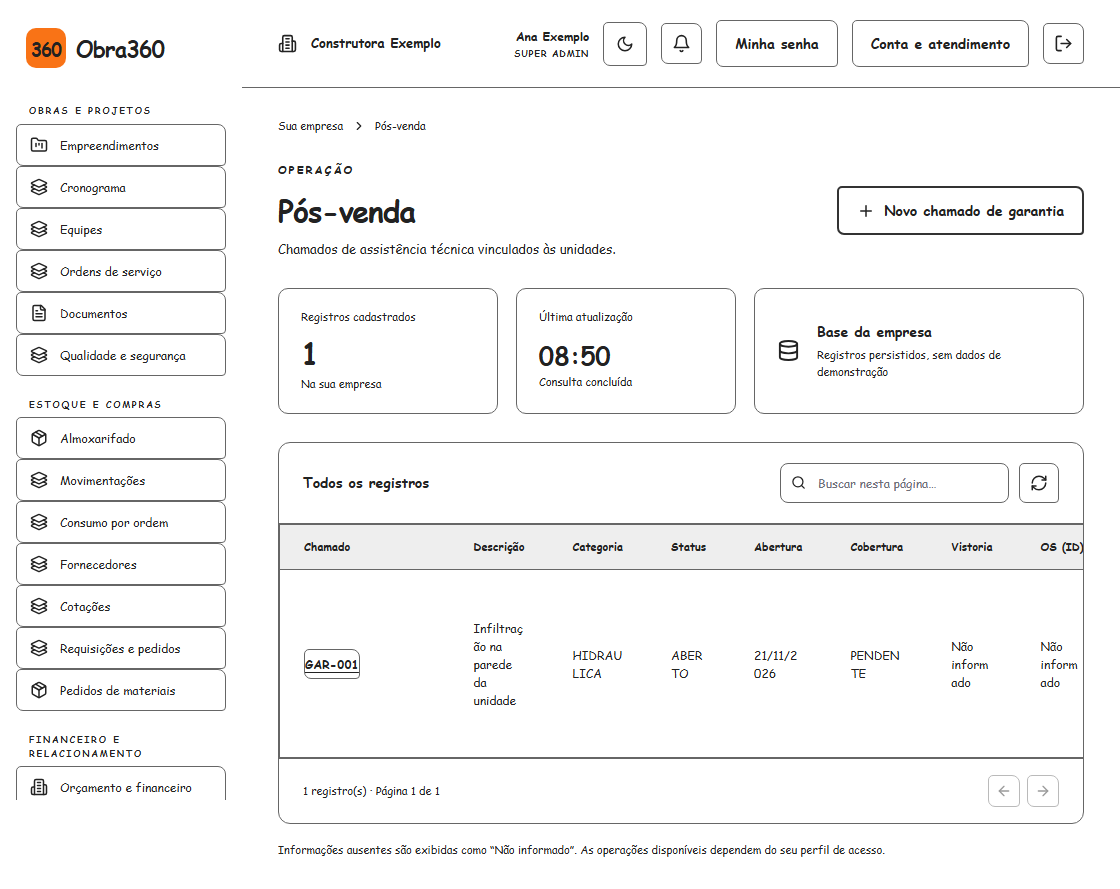 360 Obra360
OBRAS E PROJETOS
Empreendimentos
Cronograma
Equipes
Ordens de serviço
Documentos
Qualidade e segurança
ESTOQUE E COMPRAS
Almoxarifado
Movimentações
Consumo por ordem
Fornecedores
Cotações
Requisições e pedidos
Pedidos de materiais
FINANCEIRO E
RELACIONAMENTO
Orçamento e financeiro
Construtora Exemplo
Ana Exemplo
SUPER ADMIN
Minha senha
Conta e atendimento
Sua empresa > Pós-venda
OPERAÇÃO
Pós-venda
Chamados de assistência técnica vinculados às unidades.
+ Novo chamado de garantia
Registros cadastrados
1
Na sua empresa
Última atualização
08:50
Consulta concluída
Base da empresa
Registros persistidos, sem dados de
demonstração
Todos os registros
Buscar nesta página...
Chamado Descrição Categoria Status Abertura Cobertura Vistoria OS (ID)
GAR-001
Infiltraç
ão na
parede
da
unidade
HIDRAU
LICA
ABER
TO
21/11/2
026
PENDEN
TE
Não
inform
ado
Não
inform
ado
1 registro(s) · Página 1 de 1
Informações ausentes são exibidas como “Não informado”. As operações disponíveis dependem do seu perfil de acesso.